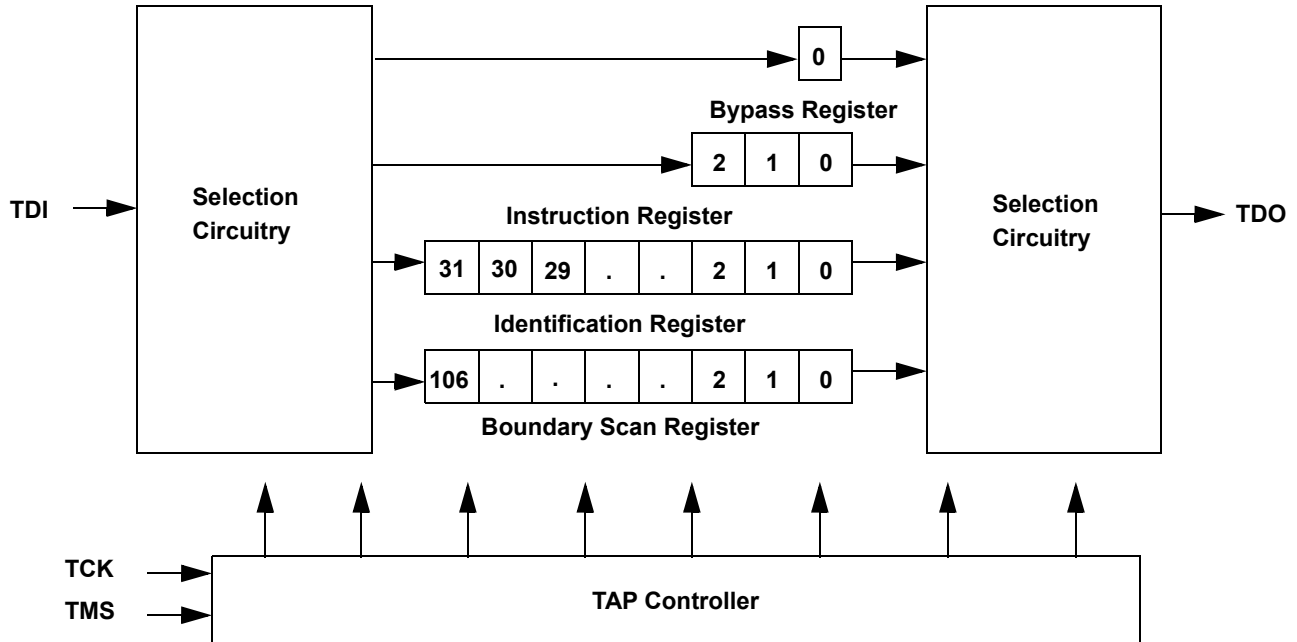 0
Bypass Register
2 1 0
Selection
Circuitry
Selection
Circuitry
TDI
TDO
Instruction Register
31 30 29 . . 2 1 0
Identification Register
106 . . . . 2 1 0
Boundary Scan Register
TCK
TMS
TAP Controller